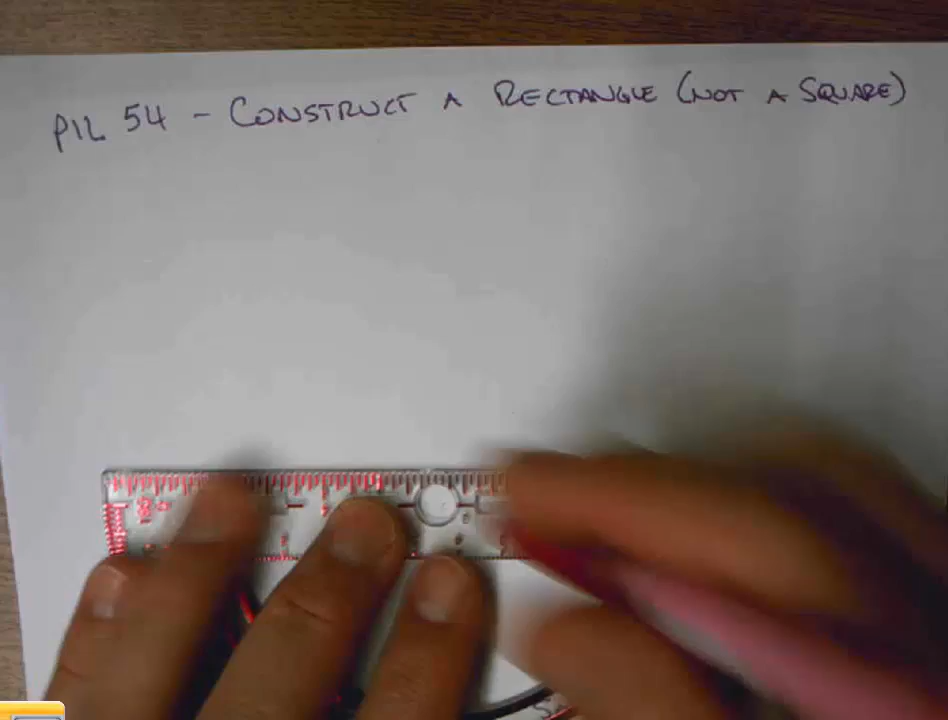 PIL 54 - CONSTRUCT A RECTANGLE (NOT A SQUARE)